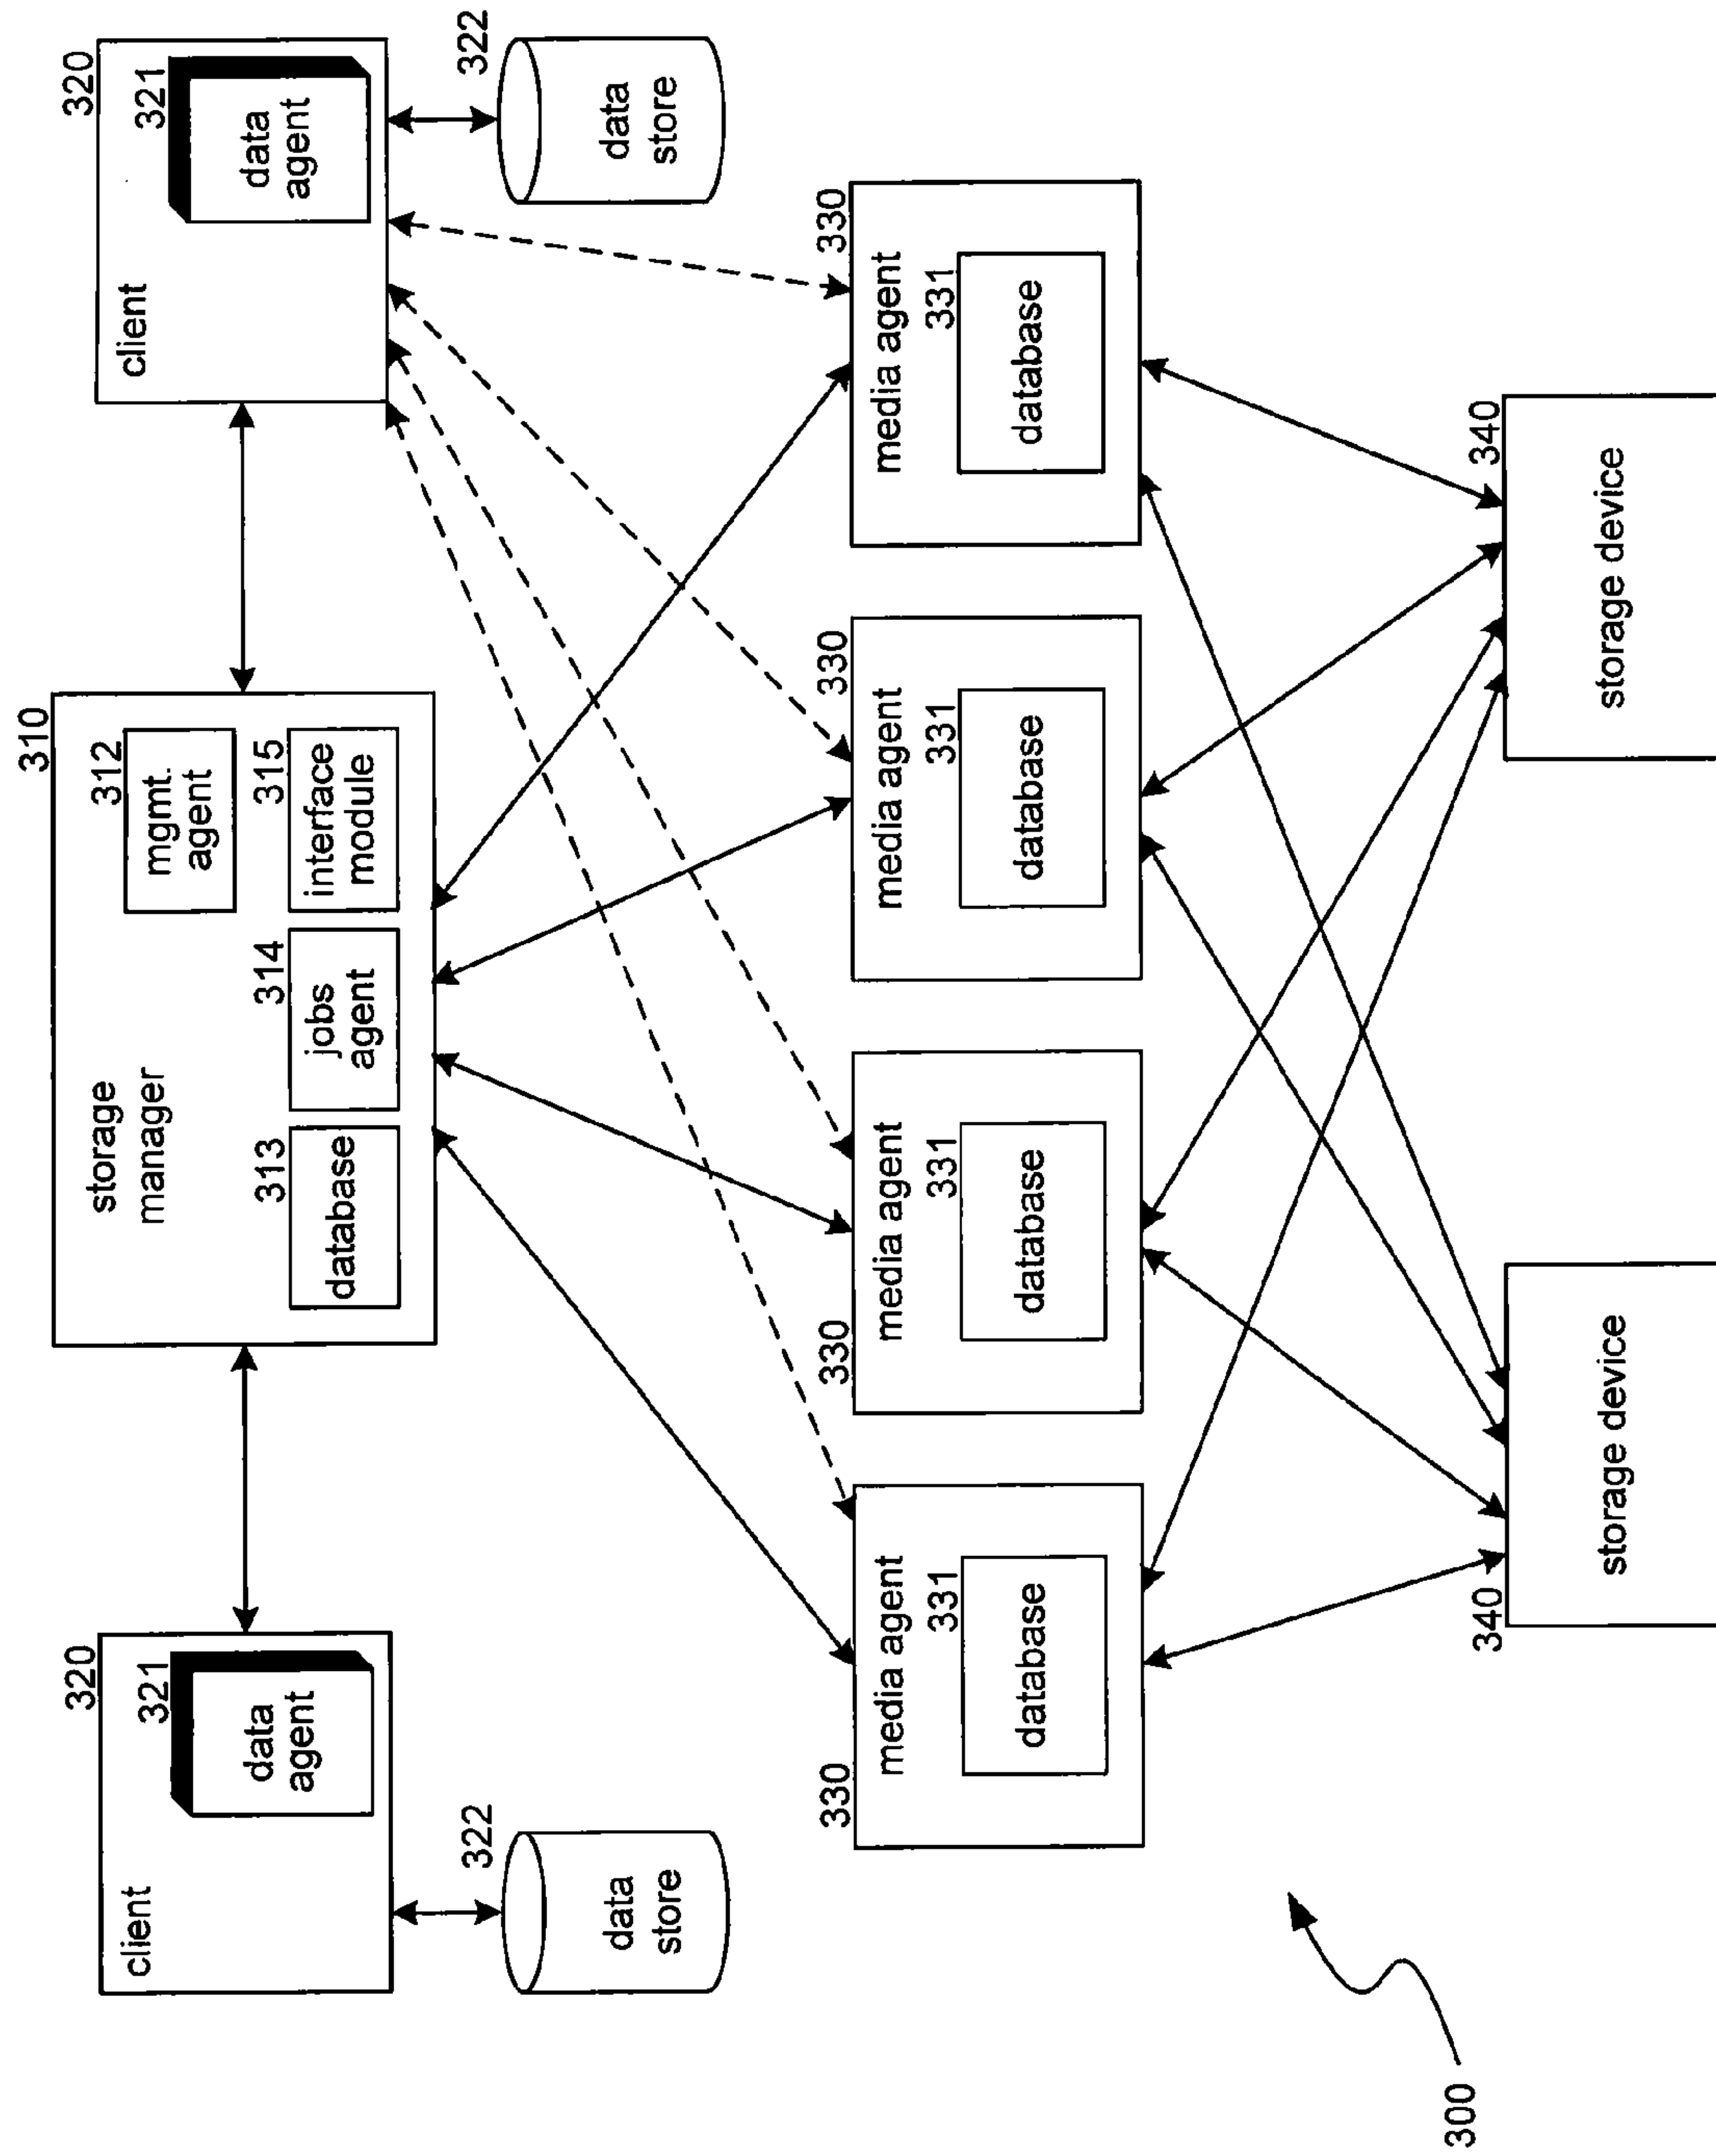 320
client
321
data
agent
322
data
store
310
storage
manager
312
mgmt.
agent
313
database
314
jobs
agent
315
interface
module
320
client
321
data
agent
322
data
store
330
media agent
331
database
330
media agent
331
database
330
media agent
331
database
330
media agent
331
database
340
storage device
340
storage device
300